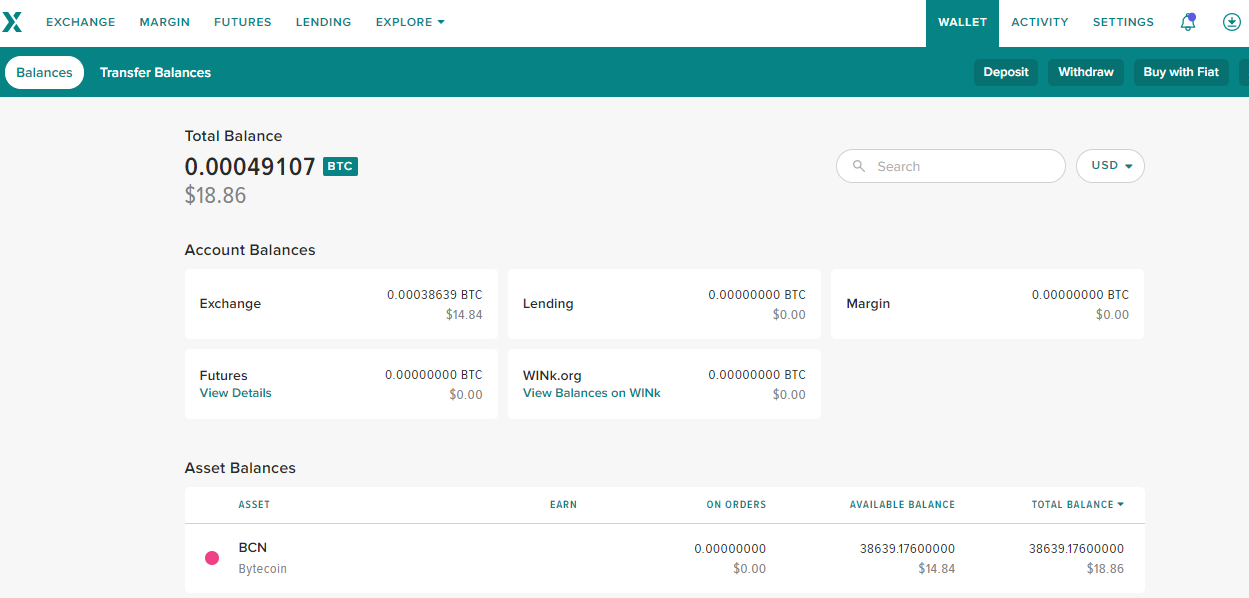 EXCHANGE MARGIN FUTURES LENDING EXPLORE WALLET ACTIVITY SETTINGS
Balances Transfer Balances Deposit Withdraw Buy with Fiat
Total Balance
0.00049107 BTC
$18.86
Search USD
Account Balances
Exchange
0.00038639 BTC
$14.84
Lending
0.00000000 BTC
$0.00
Margin
0.00000000 BTC
$0.00
Futures
View Details
0.00000000 BTC
$0.00
WINk.org
View Balances on WINk
0.00000000 BTC
$0.00
Asset Balances
ASSET EARN ON ORDERS AVAILABLE BALANCE TOTAL BALANCE
BCN 0.00000000 38639.17600000 38639.17600000
Bytecoin $0.00 $14.84 $18.86